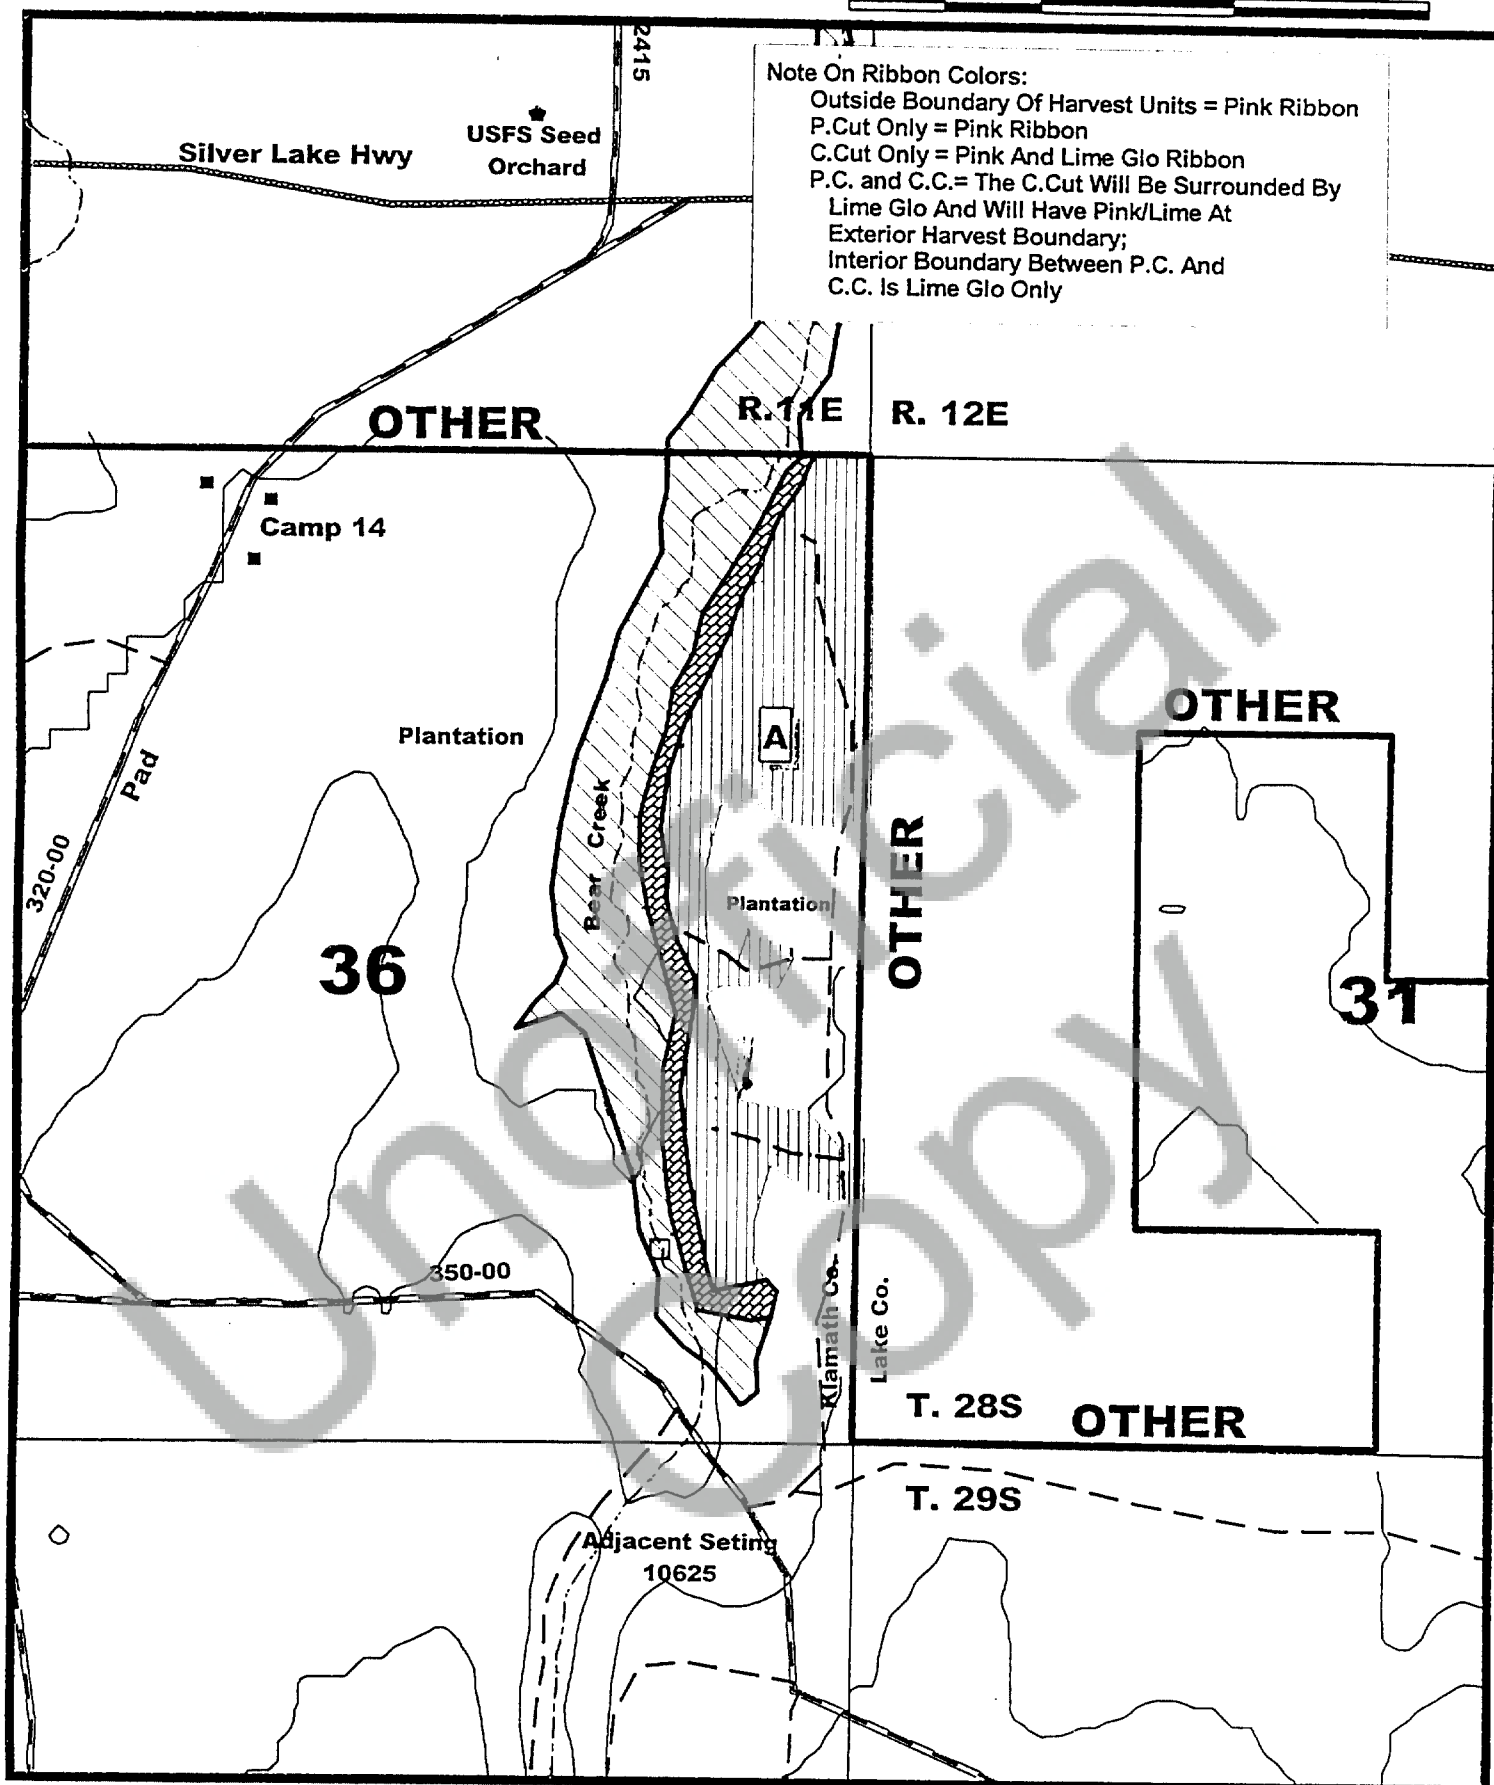 2415
Note On Ribbon Colors:
Outside Boundary Of Harvest Units = Pink Ribbon
P.Cut Only = Pink Ribbon
C.Cut Only = Pink And Lime Glo Ribbon
P.C. and C.C.= The C.Cut Will Be Surrounded By
Lime Glo And Will Have Pink/Lime At
Exterior Harvest Boundary;
Interior Boundary Between P.C. And
C.C. Is Lime Glo Only
USFS Seed
Orchard
Silver Lake Hwy
OTHER
R.11E
R. 12E
Camp 14
OTHER
Plantation
A
Pad
Bear Creek
320-00
OTHER
Plantation
36
31
350-00
Klamath Co.
Lake Co.
T. 28S
OTHER
T. 29S
Adjacent Seting
10625
Unofficial
Copy